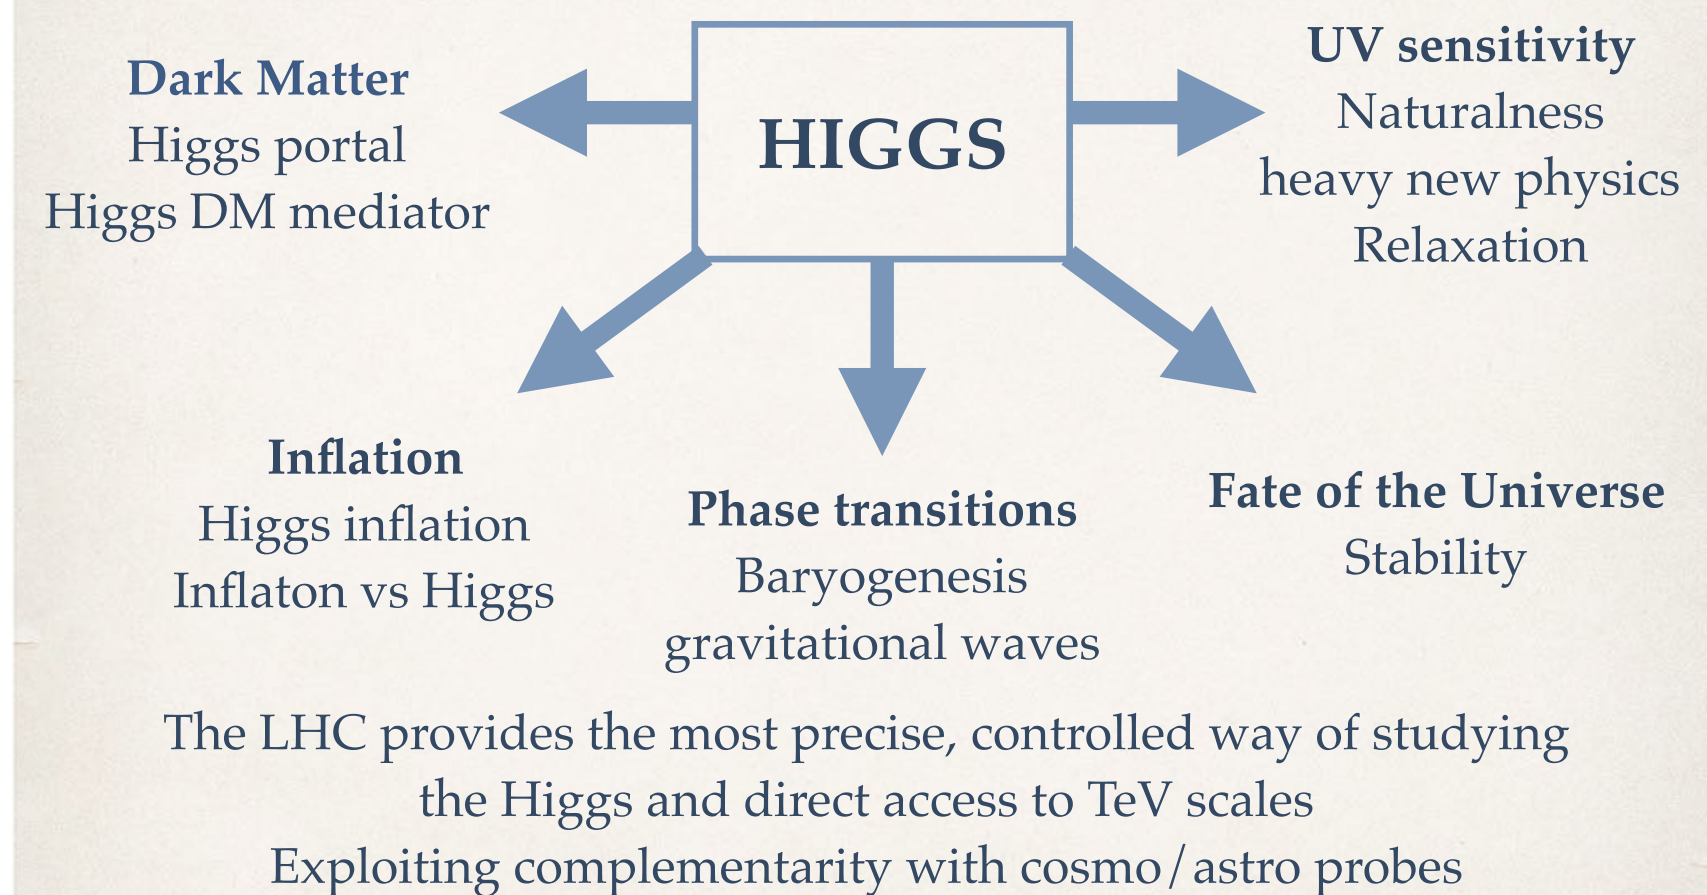 HIGGS
Dark Matter
Higgs portal
Higgs DM mediator
UV sensitivity
Naturalness
heavy new physics
Relaxation
Inflation
Higgs inflation
Inflaton vs Higgs
Phase transitions
Baryogenesis
gravitational waves
Fate of the Universe
Stability
The LHC provides the most precise, controlled way of studying
the Higgs and direct access to TeV scales
Exploiting complementarity with cosmo/astro probes